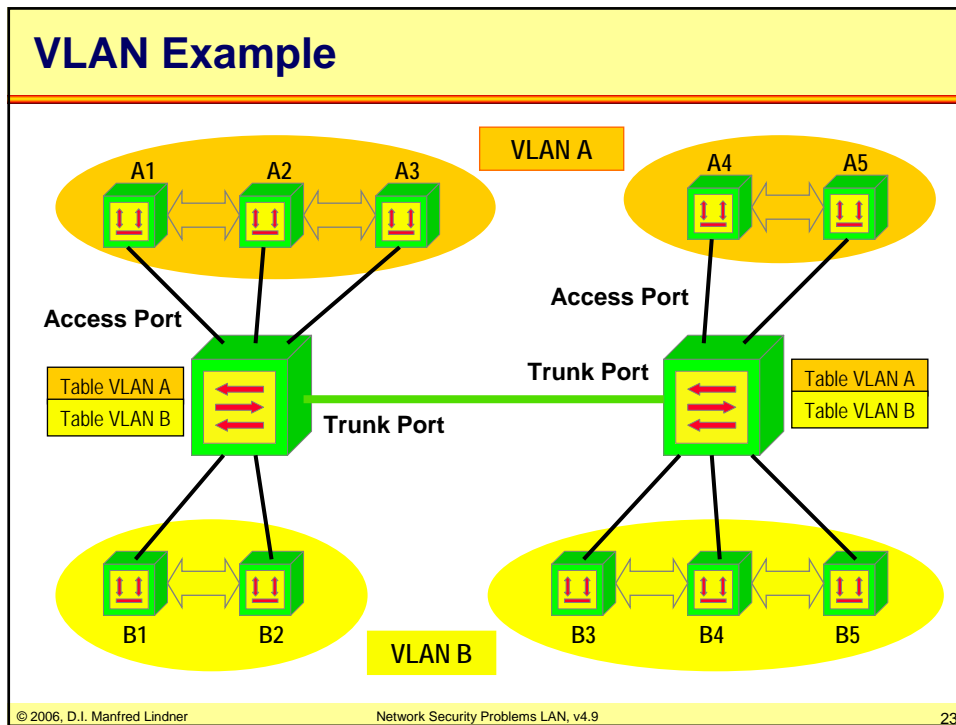 VLAN Example
VLAN A
A1
A2
A3
A4
A5
Access Port
Access Port
Table VLAN A
Table VLAN B
Trunk Port
Trunk Port
Table VLAN A
Table VLAN B
B1
B2
B3
B4
B5
VLAN B
© 2006, D.I. Manfred Lindner
Network Security Problems LAN, v4.9
23